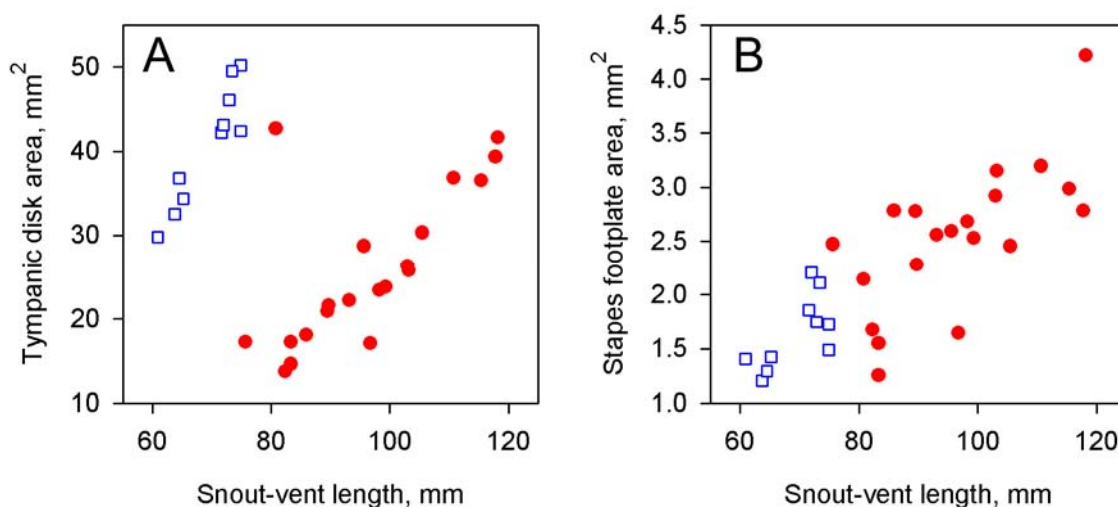 A
Tympanic disk area, mm2
50
40
30
20
10
60 80 100 120
Snout-vent length, mm
B
Stapes footplate area, mm2
4.5
4.0
3.5
3.0
2.5
2.0
1.5
1.0
60 80 100 120
Snout-vent length, mm